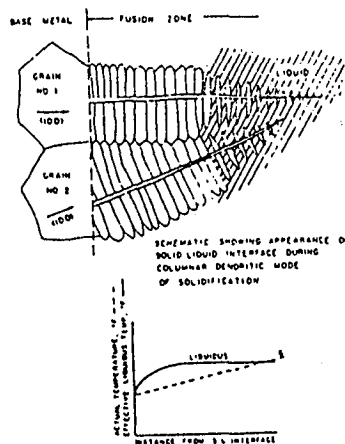 BASE METAL
FUSION ZONE
GRAIN
NO. 1
(100)
LIQUID
GRAIN
NO 2
(100)
SCHEMATIC SHOWING APPEARANCE O
SOLID LIQUID INTERFACE DURING
COLUMNAR DENDRITIC MODE
OF SOLIDIFICATION
ACTUAL TEMPERATURE, °F
EFFECTIVE LIQUIDUS TEMP, °F
LIQUIDUS
DISTANCE FROM S L INTERFACE